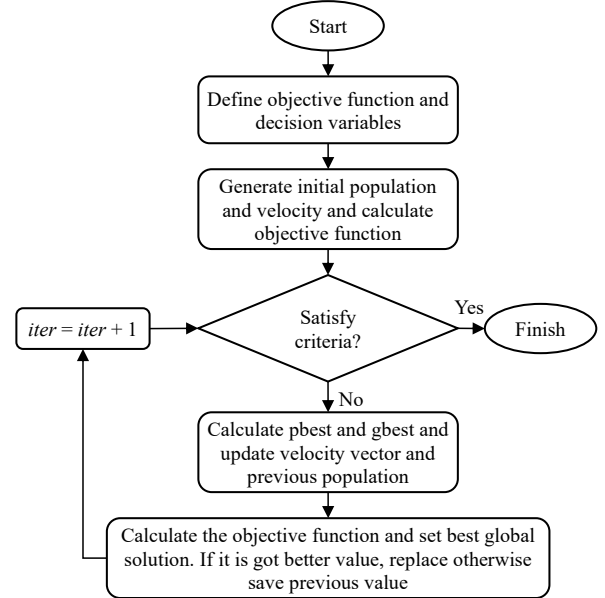 Start
Define objective function and
decision variables
Generate initial population
and velocity and calculate
objective function
Satisfy
criteria?
Yes
Finish
iter = iter + 1
No
Calculate pbest and gbest and
update velocity vector and
previous population
Calculate the objective function and set best global
solution. If it is got better value, replace otherwise
save previous value